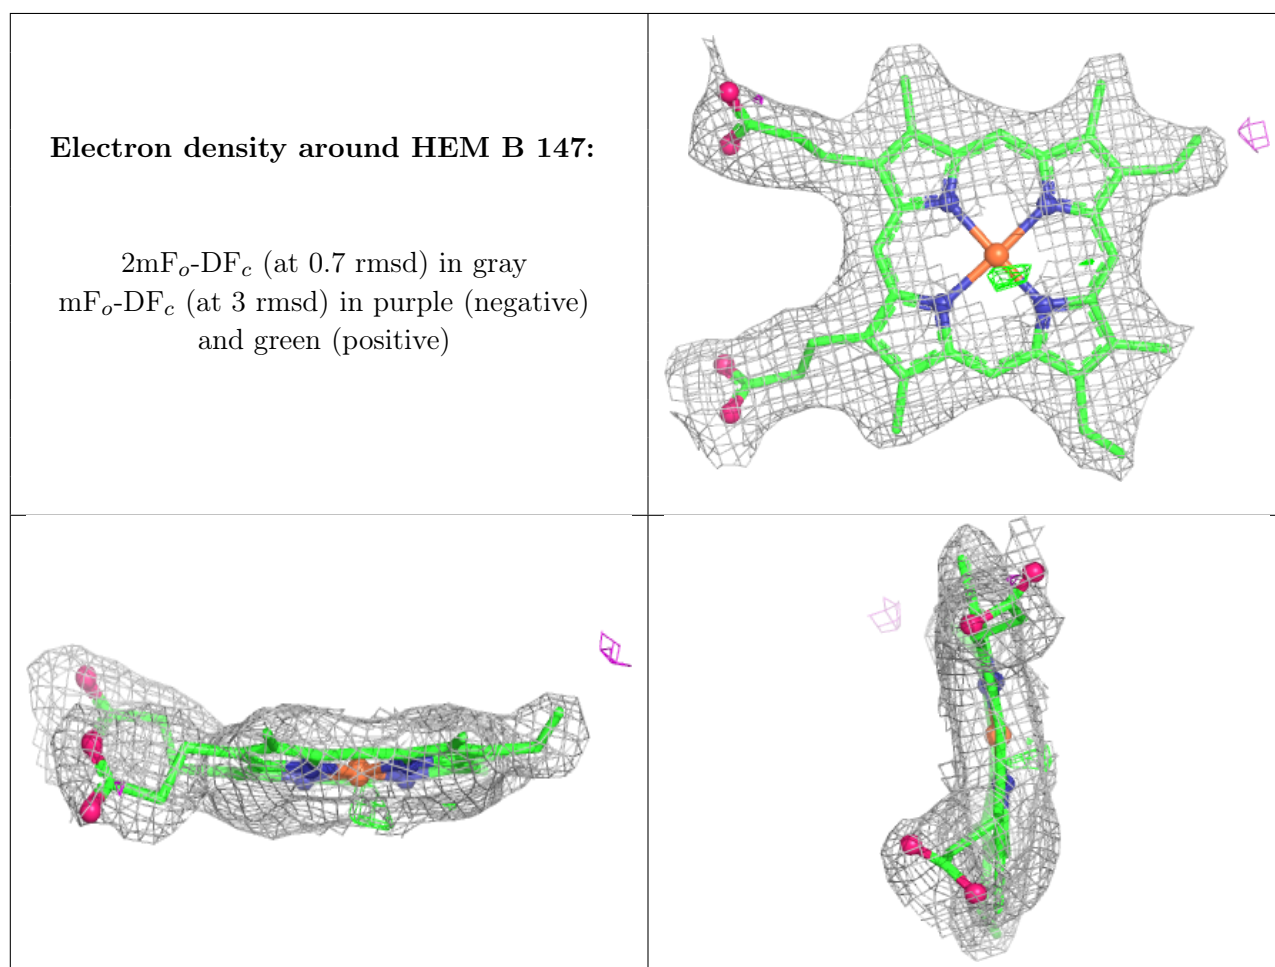 Electron density around HEM B 147:
2mFo-DFc (at 0.7 rmsd) in gray
mFo-DFc (at 3 rmsd) in purple (negative)
and green (positive)